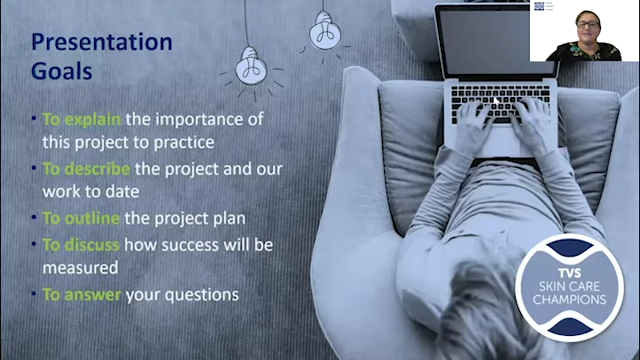 Presentation
Goals
• To explain the importance of
this project to practice
• To describe the project and our
work to date
• To outline the project plan
• To discuss how success will be
measured
• To answer your questions
TVS
SKIN CARE
CHAMPIONS